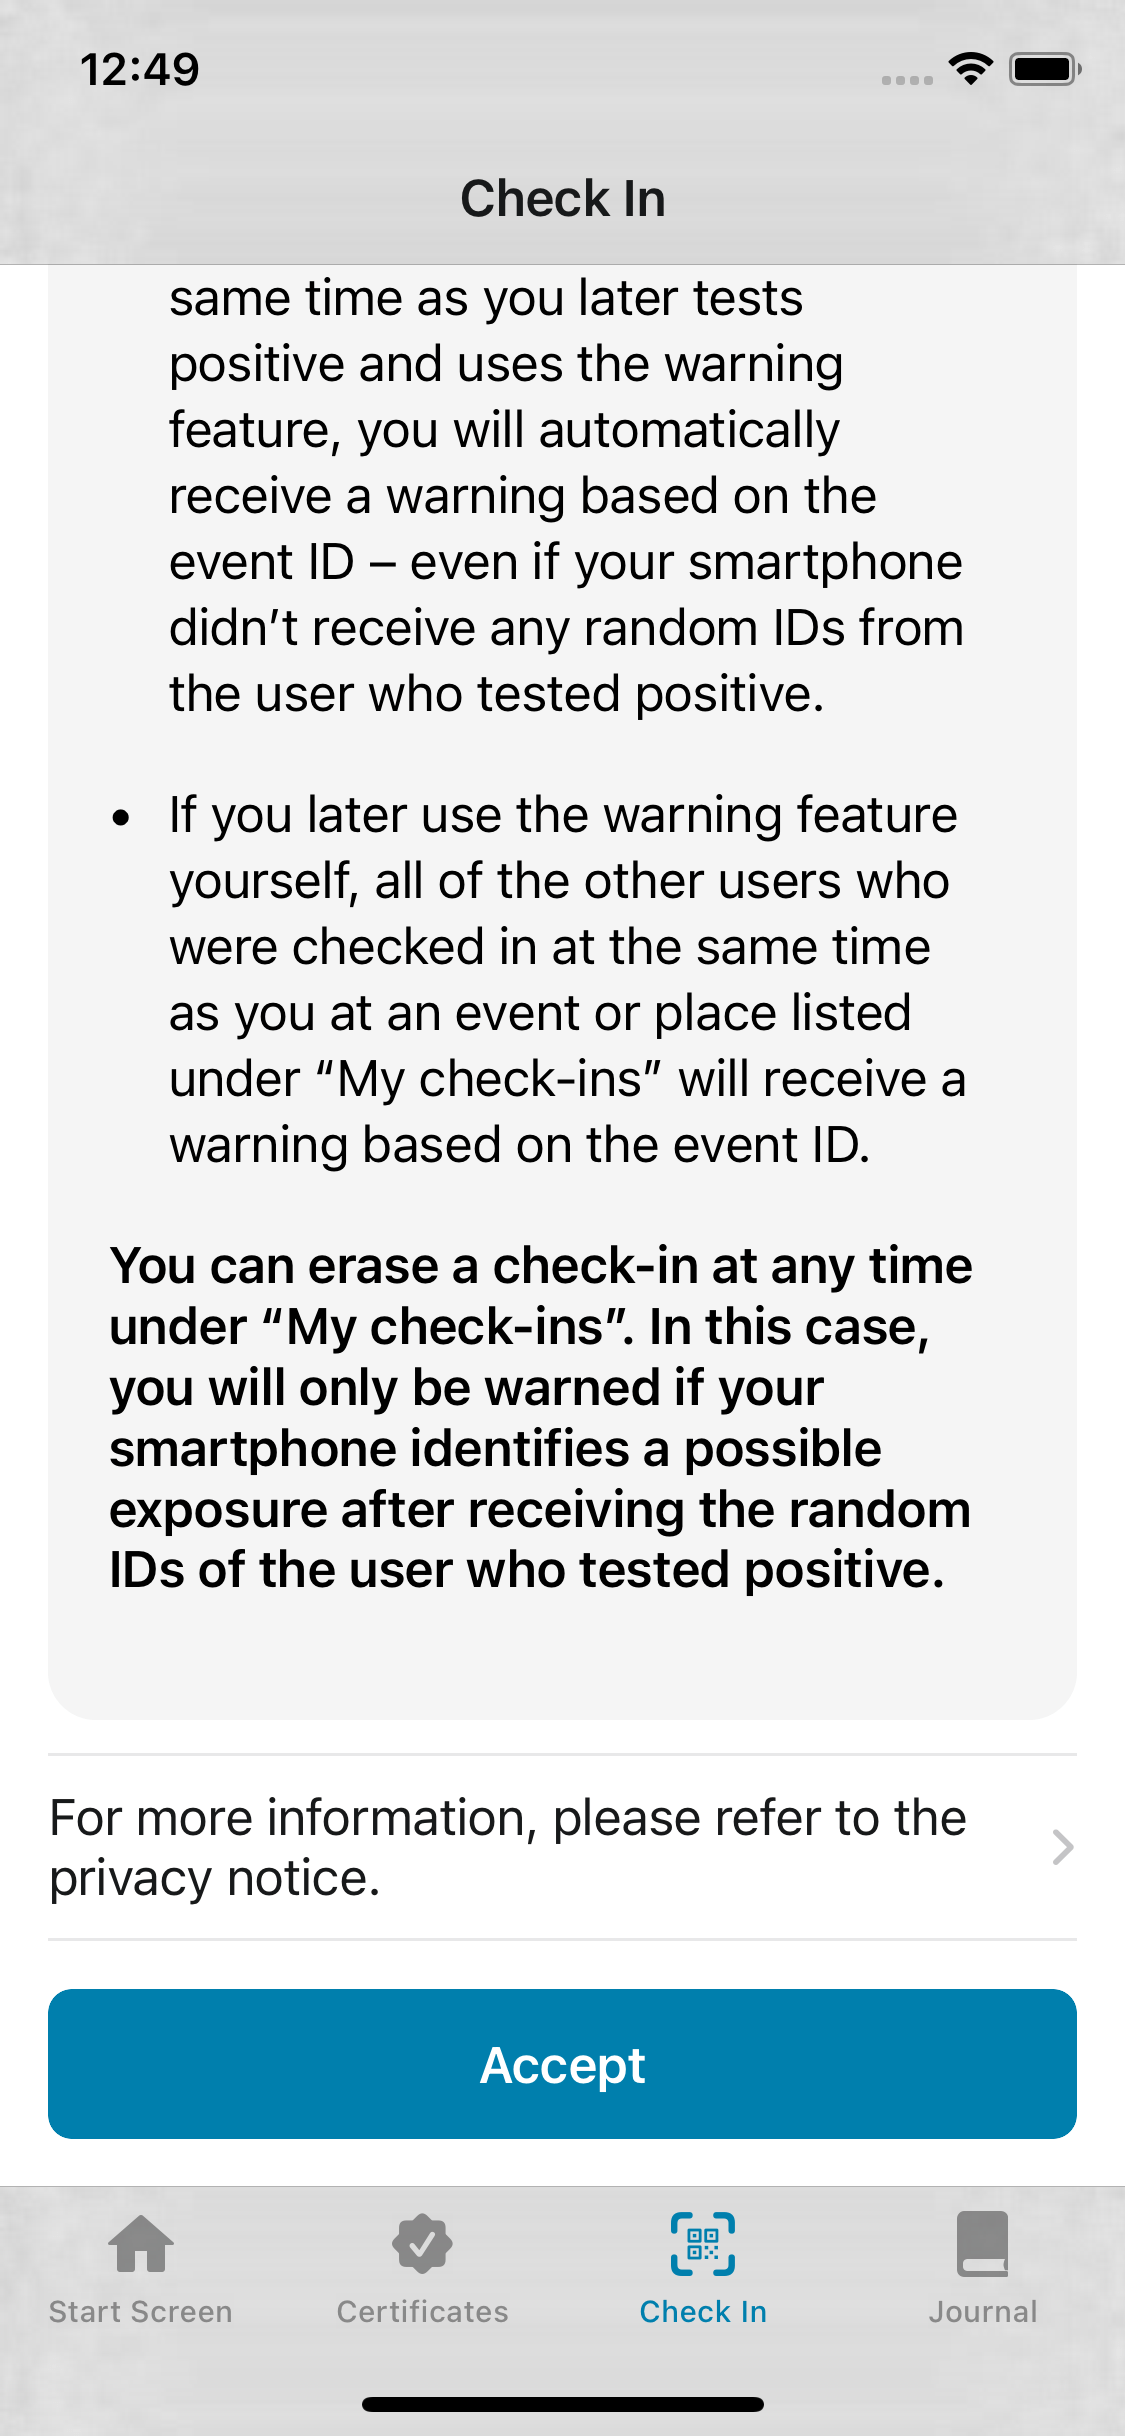 12:49
Check In
same time as you later tests
positive and uses the warning
feature, you will automatically
receive a warning based on the
event ID – even if your smartphone
didn’t receive any random IDs from
the user who tested positive.
• If you later use the warning feature
yourself, all of the other users who
were checked in at the same time
as you at an event or place listed
under “My check-ins” will receive a
warning based on the event ID.
You can erase a check-in at any time
under “My check-ins”. In this case,
you will only be warned if your
smartphone identifies a possible
exposure after receiving the random
IDs of the user who tested positive.
For more information, please refer to the
privacy notice.
Accept
Start Screen
Certificates
Check In
Journal